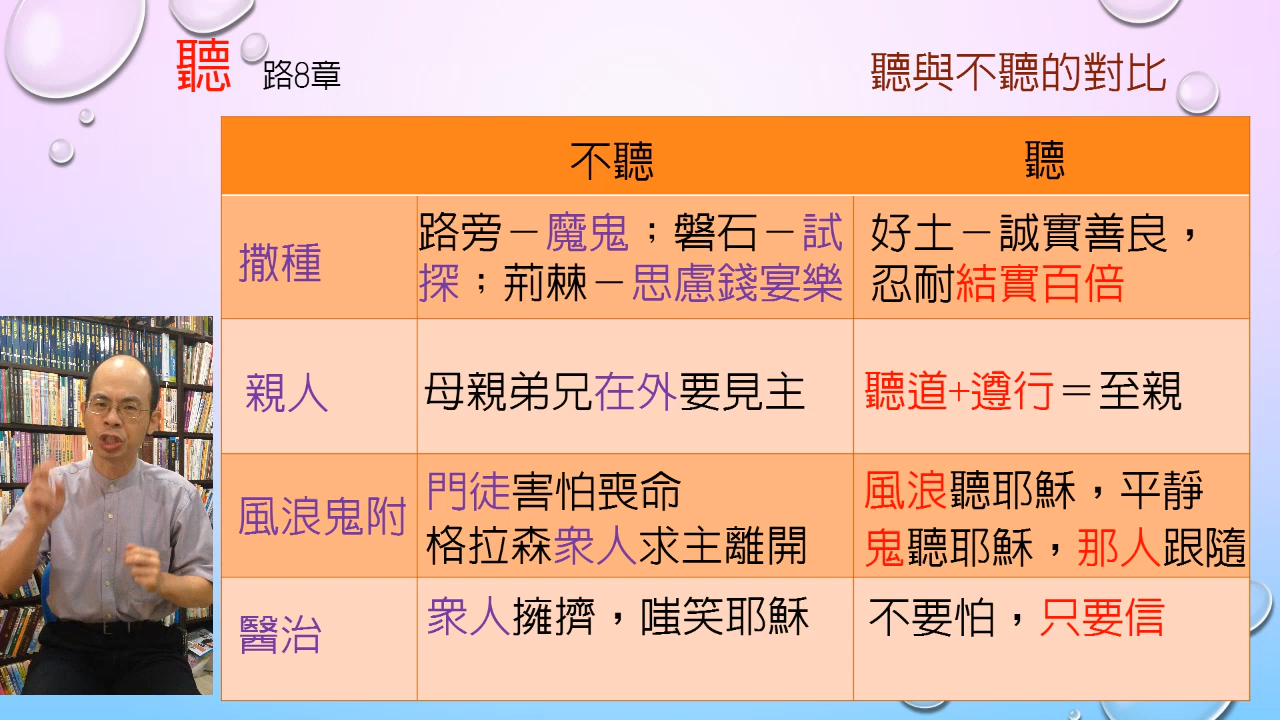 聽 路8章
聽與不聽的對比
不聽
聽
撒種
路旁－魔鬼；磐石－試
探；荊棘－思慮錢宴樂
好土－誠實善良，
忍耐結實百倍
親人
母親弟兄在外要見主
聽道+遵行＝至親
風浪鬼附
門徒害怕喪命
格拉森眾人求主離開
風浪聽耶穌，平靜
鬼聽耶穌，那人跟隨
醫治
眾人擁擠，嗤笑耶穌
不要怕，只要信